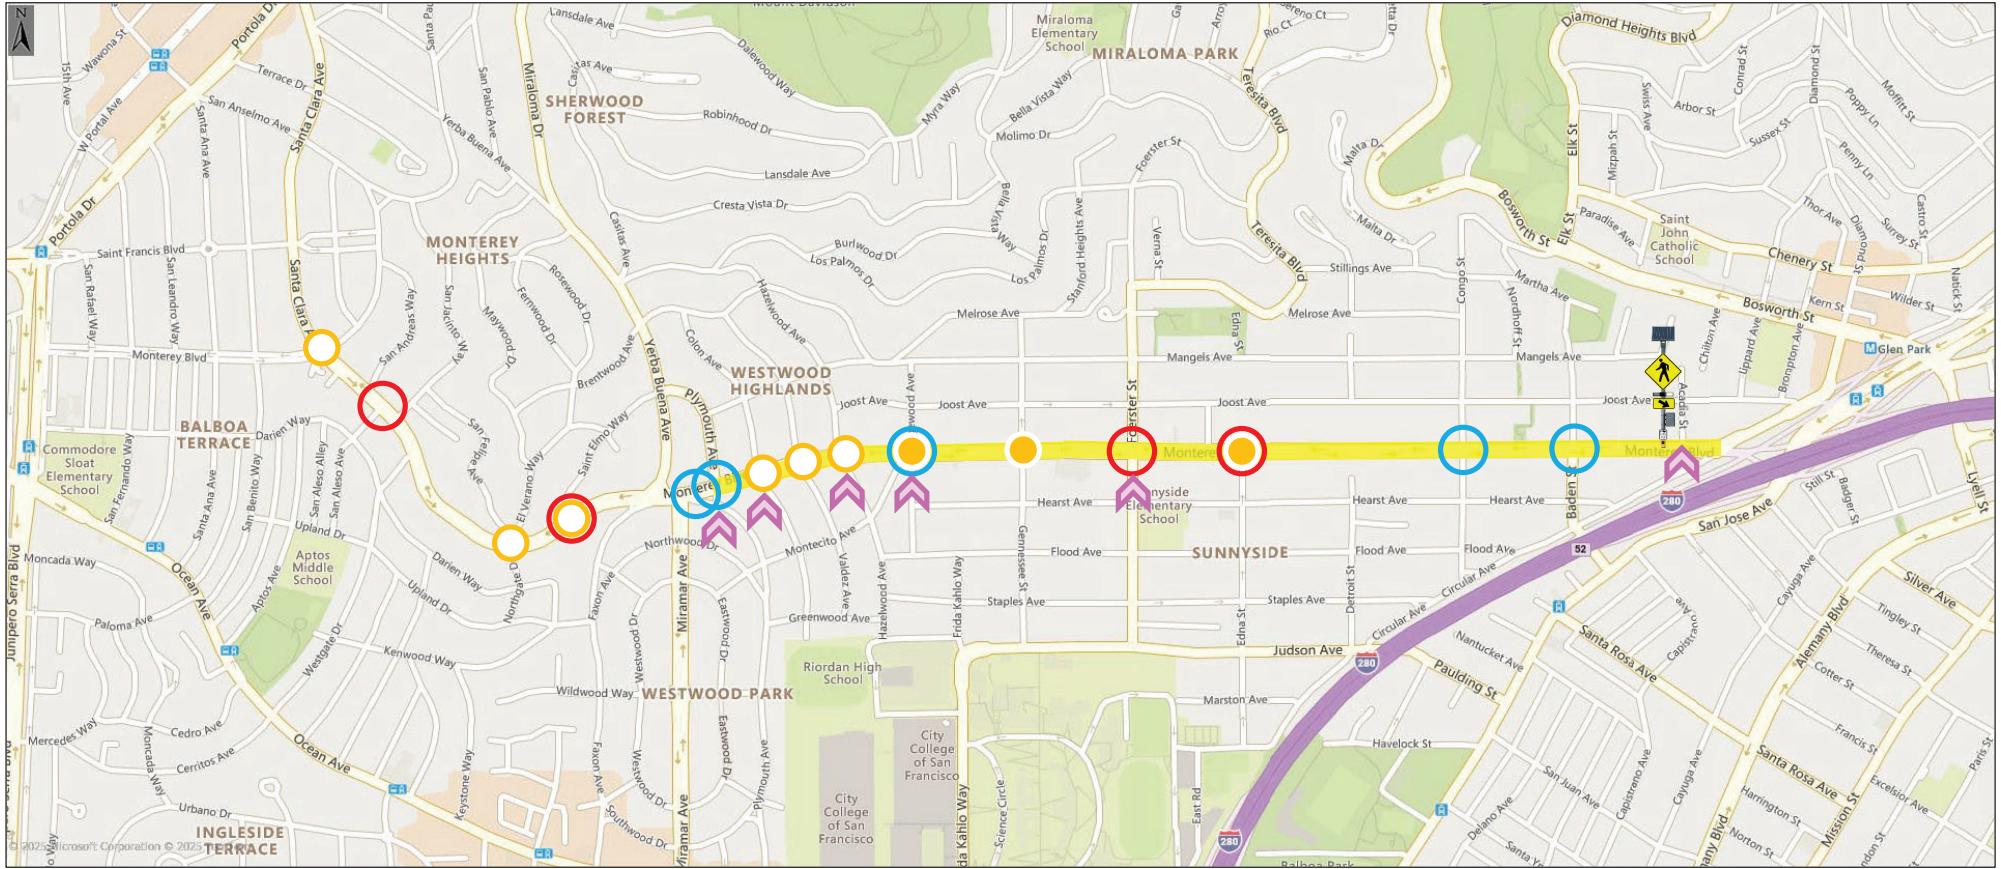 N
15th Ave
Wawona St
W Portal Ave
Portola Dr
Terrace Dr
San Anselmo Ave
Santa Ana Ave
Santa Clara Ave
San Pablo Ave
Yerba Buena Ave
Miraloma Dr
Lansdale Ave
Casitas Ave
SHERWOOD
FOREST
Dalewood Way
Robinhood Dr
Lansdale Ave
Cresta Vista Dr
Burlwood Dr
Los Palmos Dr
Myra Way
Bella Vista Way
Molimo Dr
Miraloma
Elementary
School
MIRALOMA PARK
Rio Ct
Teresita Blvd
Foerster St
Malta Dr
Diamond Heights Blvd
Conrad St
Diamond St
Swiss Ave
Arbor St
Sussex St
Poppy Ln
Moffitt St
Penny Ln
Mizpah St
Elk St
Elk St
Bosworth St
Paradise Ave
Saint
John
Catholic
School
Thor Ave
Surrey St
Castro St
Diamond St
Chenery St
Natick St
Wilder St
Kern St
Bosworth St
Portola Dr
Saint Francis Blvd
San Rafael Way
San Leandro Way
Santa Clara Ave
MONTEREY
HEIGHTS
San Andreas Way
San Jacinto Way
Maywood Dr
Fernwood Dr
Rosewood Dr
Casitas Ave
Brentwood Ave
Hazelwood Ave
Colon Ave
Yerba Buena Ave
Plymouth Ave
Bella Vista Way
Los Palmos Dr
Stanford Heights Ave
Verna St
Teresita Blvd
Malta Dr
Stillings Ave
Congo St
Martha Ave
Nordhoff St
Melrose Ave
Melrose Ave
Edna St
Mangels Ave
Mangels Ave
Chilton Ave
Lippard Ave
Brompton Ave
Glen Park
Acadia St
Monterey Blvd
WESTWOOD
HIGHLANDS
Joost Ave
Joost Ave
Joost Ave
Joost Ave
Foerster St
BALBOA
TERRACE
Darien Way
San Felipe Ave
Saint Elmo Way
El Verano Way
Commodore
Sloat
Elementary
School
San Fernando Way
Santa Ana Ave
San Benito Way
San Aleso Alley
San Aleso Ave
Upland Dr
Monterey Blvd
Baden St
280
Still St
Badger St
Lyell St
San Jose Ave
Hearst Ave
Hearst Ave
Hearst Ave
Sunnyside
Elementary
School
SUNNYSIDE
Northwood Dr
Montecito Ave
Valdez Ave
Gennessee St
Flood Ave
Flood Ave
Flood Ave
52
Circular Ave
Circular Ave
Detroit St
Edna St
Staples Ave
Staples Ave
Moncada Way
Ocean Ave
Aptos
Middle
School
Aptos Ave
Darien Way
Upland Dr
Northgate Dr
Faxon Ave
Miramar Ave
Eastwood Dr
Westwood Dr
Greenwood Ave
Hazelwood Ave
Frida Kahlo Way
Judson Ave
280
Nantucket Ave
Paulding St
Santa Rosa Ave
Capistrano Ave
Cayuga Ave
Alemany Blvd
Silver Ave
Tingley St
Theresa St
Cotter St
Francis St
Paris St
Junipero Serra Blvd
Paloma Ave
Westgate Dr
Kenwood Way
Wildwood Way
WESTWOOD PARK
Riordan High
School
Marston Ave
Havelock St
Mercedes Way
Cedro Ave
Cerritos Ave
Moncada Way
Ocean Ave
Keystone Way
Faxon Ave
Westwood Dr
Eastwood Dr
Plymouth Ave
City
College
of San
Francisco
City
College
of San
Francisco
Science Circle
East Rd
San Juan Ave
Capistrano Ave
Cayuga Ave
Santa Rosa Ave
Excelsior Ave
Harrington St
Norton St
Mission St
Delano Ave
Urbano Dr
INGLESIDE
TERRACE
Southwood Dr
Miramar Ave
280
Balboa Park
© 2025 Microsoft Corporation © 2025